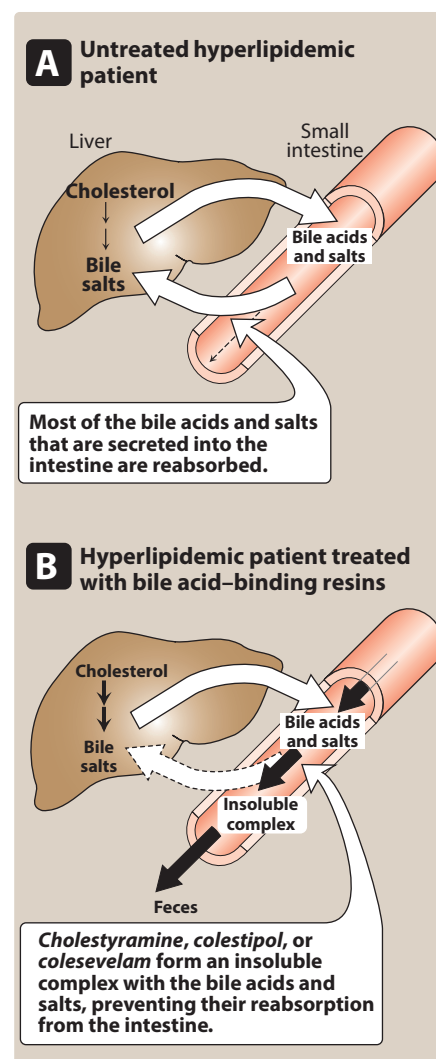 A Untreated hyperlipidemic
patient
Liver
Small
intestine
Cholesterol
Bile
salts
Bile acids
and salts
Most of the bile acids and salts
that are secreted into the
intestine are reabsorbed.
B Hyperlipidemic patient treated
with bile acid–binding resins
Cholesterol
Bile
salts
Bile acids
and salts
Insoluble
complex
Feces
Cholestyramine, colestipol, or
colesevelam form an insoluble
complex with the bile acids and
salts, preventing their reabsorption
from the intestine.